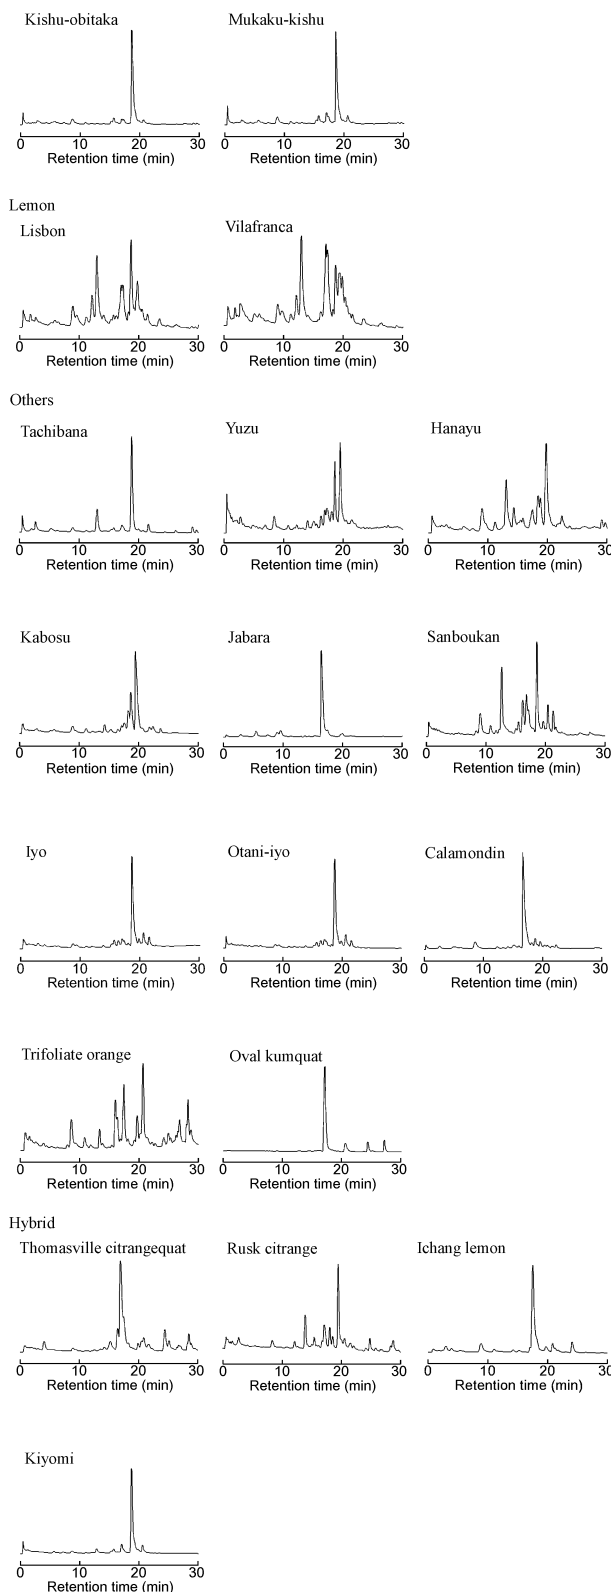 Kishu-obitaka Mukaku-kishu
0 10 20 30 0 10 20 30
Retention time (min) Retention time (min)
Lemon
Lisbon Vilafranca
0 10 20 30 0 10 20 30
Retention time (min) Retention time (min)
Others
Tachibana Yuzu Hanayu
0 10 20 30 0 10 20 30 0 10 20 30
Retention time (min) Retention time (min) Retention time (min)
Kabosu Jabara Sanboukan
0 10 20 30 0 10 20 30 0 10 20 30
Retention time (min) Retention time (min) Retention time (min)
Iyo Otani-iyo Calamondin
0 10 20 30 0 10 20 30 0 10 20 30
Retention time (min) Retention time (min) Retention time (min)
Trifoliate orange Oval kumquat
0 10 20 30 0 10 20 30
Retention time (min) Retention time (min)
Hybrid
Thomasville citrangequat Rusk citrange Ichang lemon
0 10 20 30 0 10 20 30 0 10 20 30
Retention time (min) Retention time (min) Retention time (min)
Kiyomi
0 10 20 30
Retention time (min)